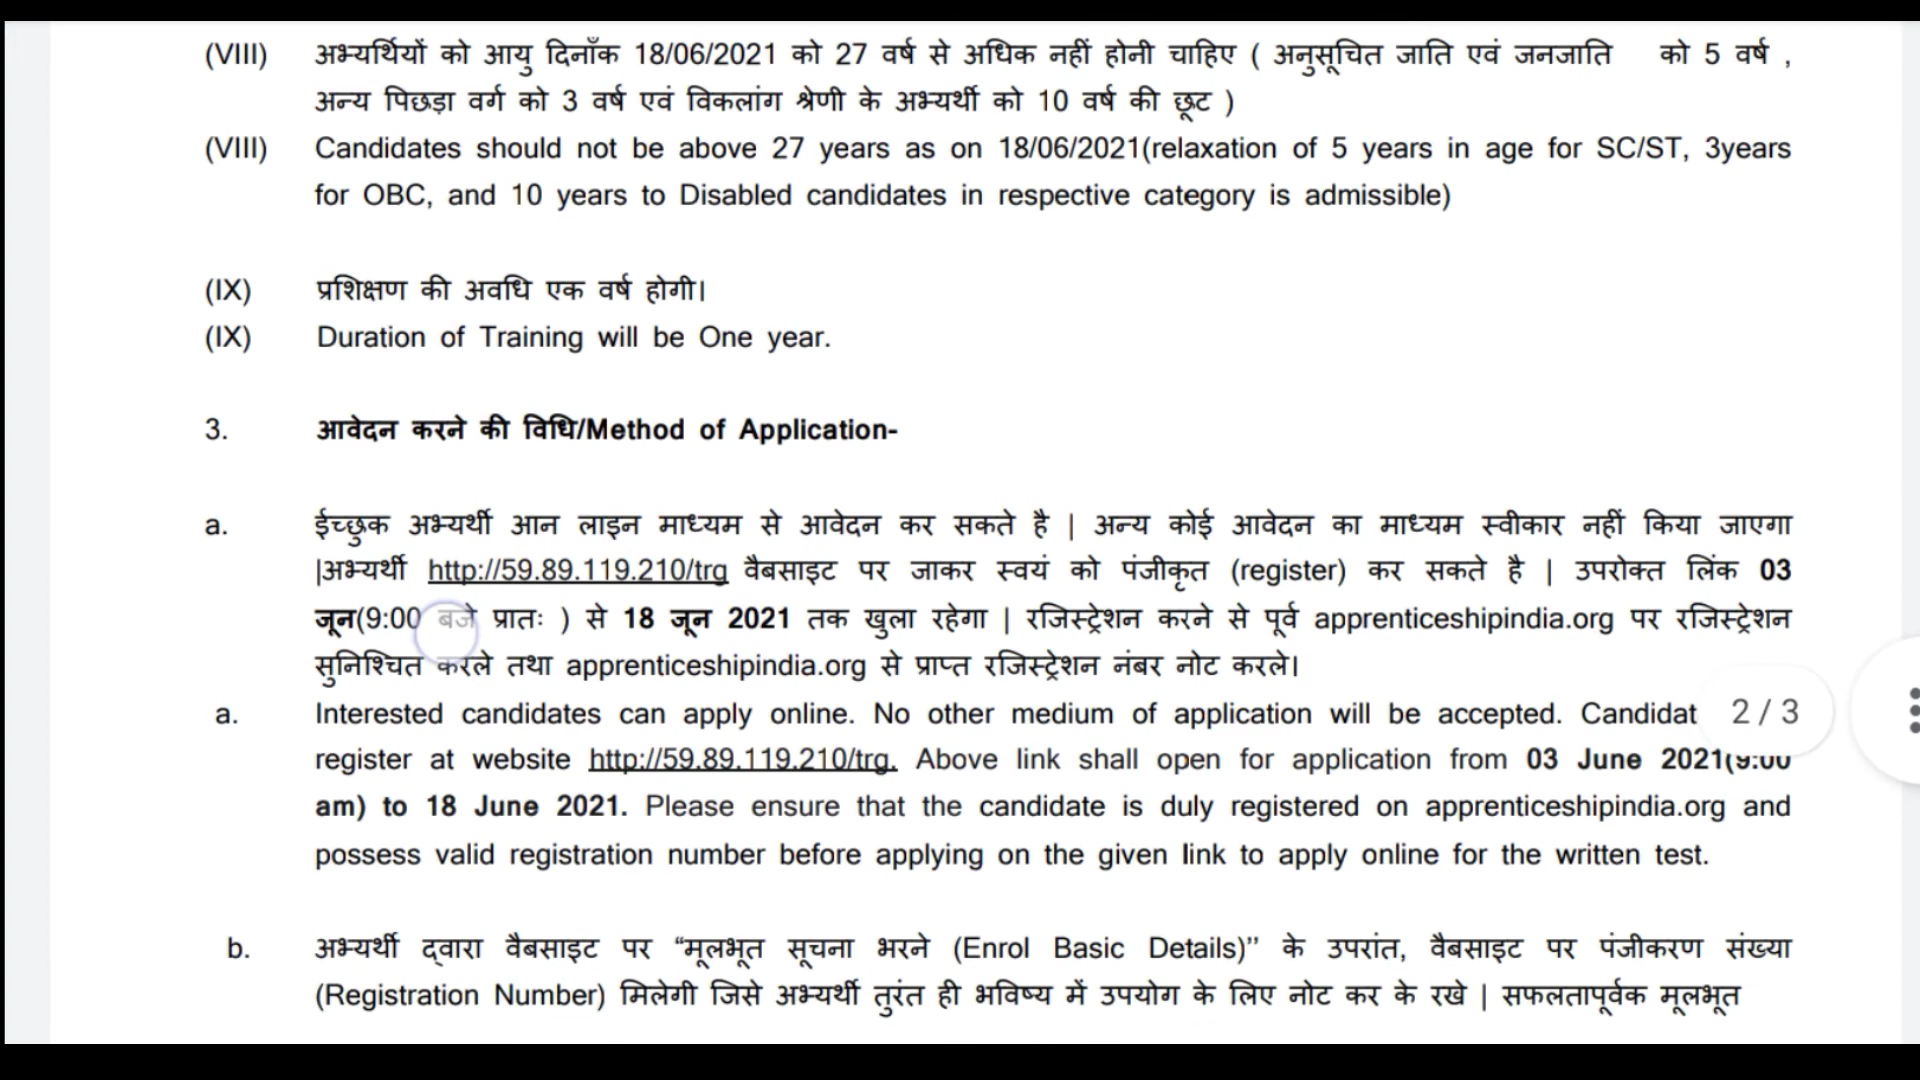 (VIII) अभ्यर्थियों को आयु दिनाँक 18/06/2021 को 27 वर्ष से अधिक नहीं होनी चाहिए ( अनुसूचित जाति एवं जनजाति को 5 वर्ष ,
अन्य पिछड़ा वर्ग को 3 वर्ष एवं विकलांग श्रेणी के अभ्यर्थी को 10 वर्ष की छूट )
(VIII) Candidates should not be above 27 years as on 18/06/2021(relaxation of 5 years in age for SC/ST, 3years
for OBC, and 10 years to Disabled candidates in respective category is admissible)
(IX) प्रशिक्षण की अवधि एक वर्ष होगी।
(IX) Duration of Training will be One year.
3. आवेदन करने की विधि/Method of Application-
a. ईच्छुक अभ्यर्थी आन लाइन माध्यम से आवेदन कर सकते है | अन्य कोई आवेदन का माध्यम स्वीकार नहीं किया जाएगा
|अभ्यर्थी http://59.89.119.210/trg वैबसाइट पर जाकर स्वयं को पंजीकृत (register) कर सकते है | उपरोक्त लिंक 03
जून(9:00 बजे प्रातः ) से 18 जून 2021 तक खुला रहेगा | रजिस्ट्रेशन करने से पूर्व apprenticeshipindia.org पर रजिस्ट्रेशन
सुनिश्चित करले तथा apprenticeshipindia.org से प्राप्त रजिस्ट्रेशन नंबर नोट करले।
a. Interested candidates can apply online. No other medium of application will be accepted. Candidat
2 / 3
register at website http://59.89.119.210/trg. Above link shall open for application from 03 June 2021(9:00
am) to 18 June 2021. Please ensure that the candidate is duly registered on apprenticeshipindia.org and
possess valid registration number before applying on the given link to apply online for the written test.
b. अभ्यर्थी द्वारा वैबसाइट पर “मूलभूत सूचना भरने (Enrol Basic Details)” के उपरांत, वैबसाइट पर पंजीकरण संख्या
(Registration Number) मिलेगी जिसे अभ्यर्थी तुरंत ही भविष्य में उपयोग के लिए नोट कर के रखे | सफलतापूर्वक मूलभूत